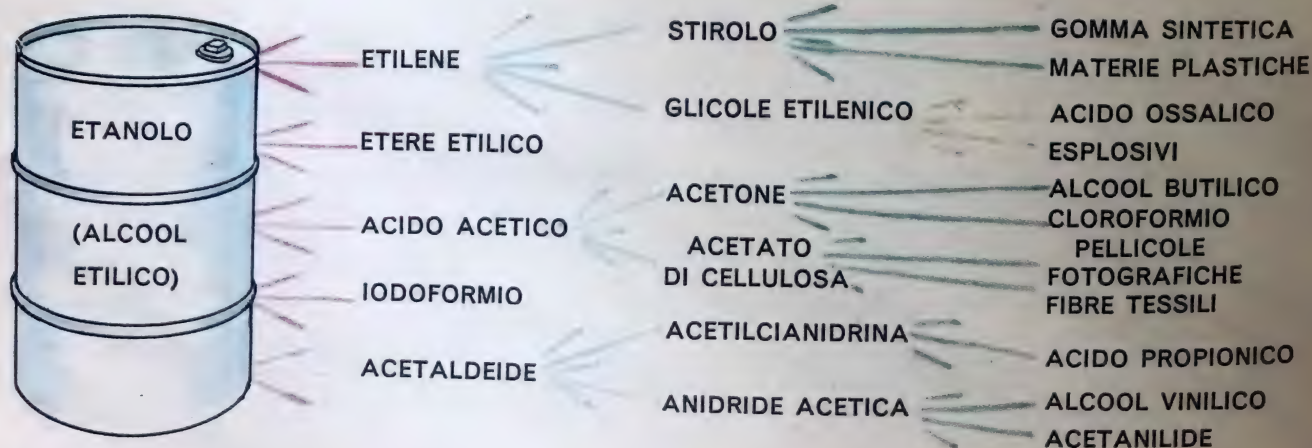 ETANOLO
(ALCOOL
ETILICO)
ETILENE
ETERE ETILICO
ACIDO ACETICO
IODOFORMIO
ACETALDEIDE
STIROLO
GLICOLE ETILENICO
ACETONE
ACETATO
DI CELLULOSA
ACETILCIANIDRINA
ANIDRIDE ACETICA
GOMMA SINTETICA
MATERIE PLASTICHE
ACIDO OSSALICO
ESPLOSIVI
ALCOOL BUTILICO
CLOROFORMIO
PELLICOLE
FOTOGRAFICHE
FIBRE TESSILI
ACIDO PROPIONICO
ALCOOL VINILICO
ACETANILIDE